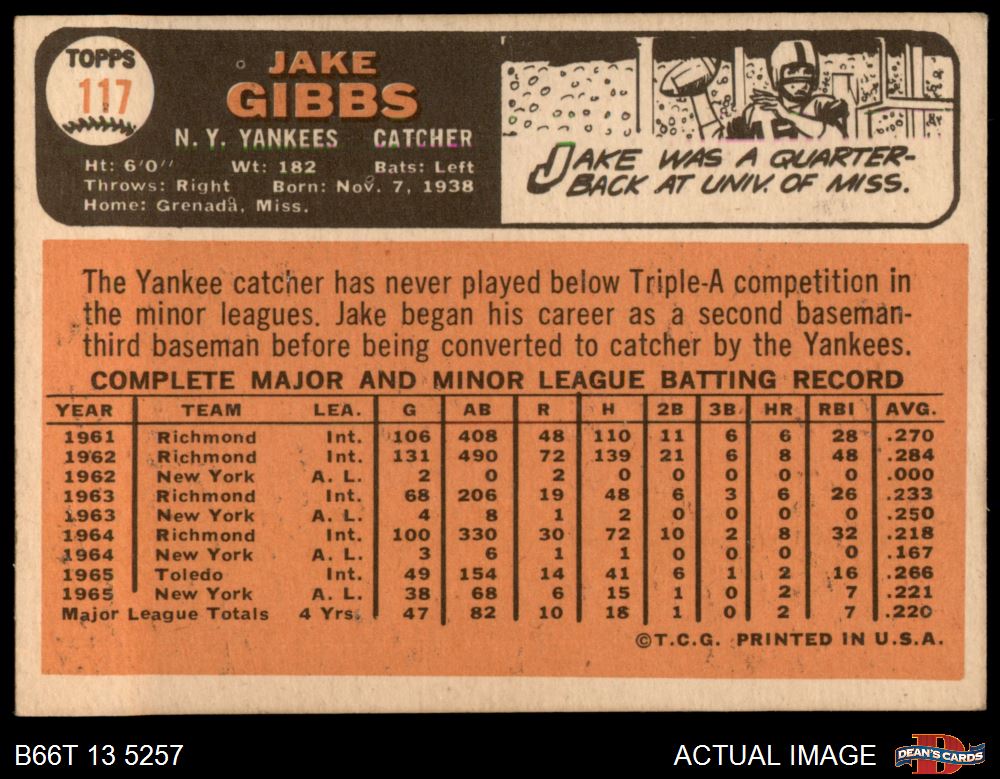 TOPPS
117
JAKE
GIBBS
N. Y. YANKEES CATCHER
Ht: 6'0" Wt: 182 Bats: Left
Throws: Right Born: Nov. 7, 1938
Home: Grenada, Miss.
JAKE WAS A QUARTER-
BACK AT UNIV. OF MISS.
The Yankee catcher has never played below Triple-A competition in
the minor leagues. Jake began his career as a second baseman-
third baseman before being converted to catcher by the Yankees.
COMPLETE MAJOR AND MINOR LEAGUE BATTING RECORD
YEAR TEAM LEA. G AB R H 2B 3B HR RBI AVG.
1961 Richmond Int. 106 408 48 110 11 6 6 28 .270
1962 Richmond Int. 131 490 72 139 21 6 8 48 .284
1962 New York A. L. 2 0 2 0 0 0 0 0 .000
1963 Richmond Int. 68 206 19 48 6 3 6 26 .233
1963 New York A. L. 4 8 1 2 0 0 0 0 .250
1964 Richmond Int. 100 330 30 72 10 2 8 32 .218
1964 New York A. L. 3 6 1 1 0 0 0 0 .167
1965 Toledo Int. 49 154 14 41 6 1 2 16 .266
1965 New York A. L. 38 68 6 15 1 0 2 7 .221
Major League Totals 4 Yrs. 47 82 10 18 1 0 2 7 .220
©T.C.G. PRINTED IN U.S.A.
B66T 13 5257
ACTUAL IMAGE
DEAN'S CARDS